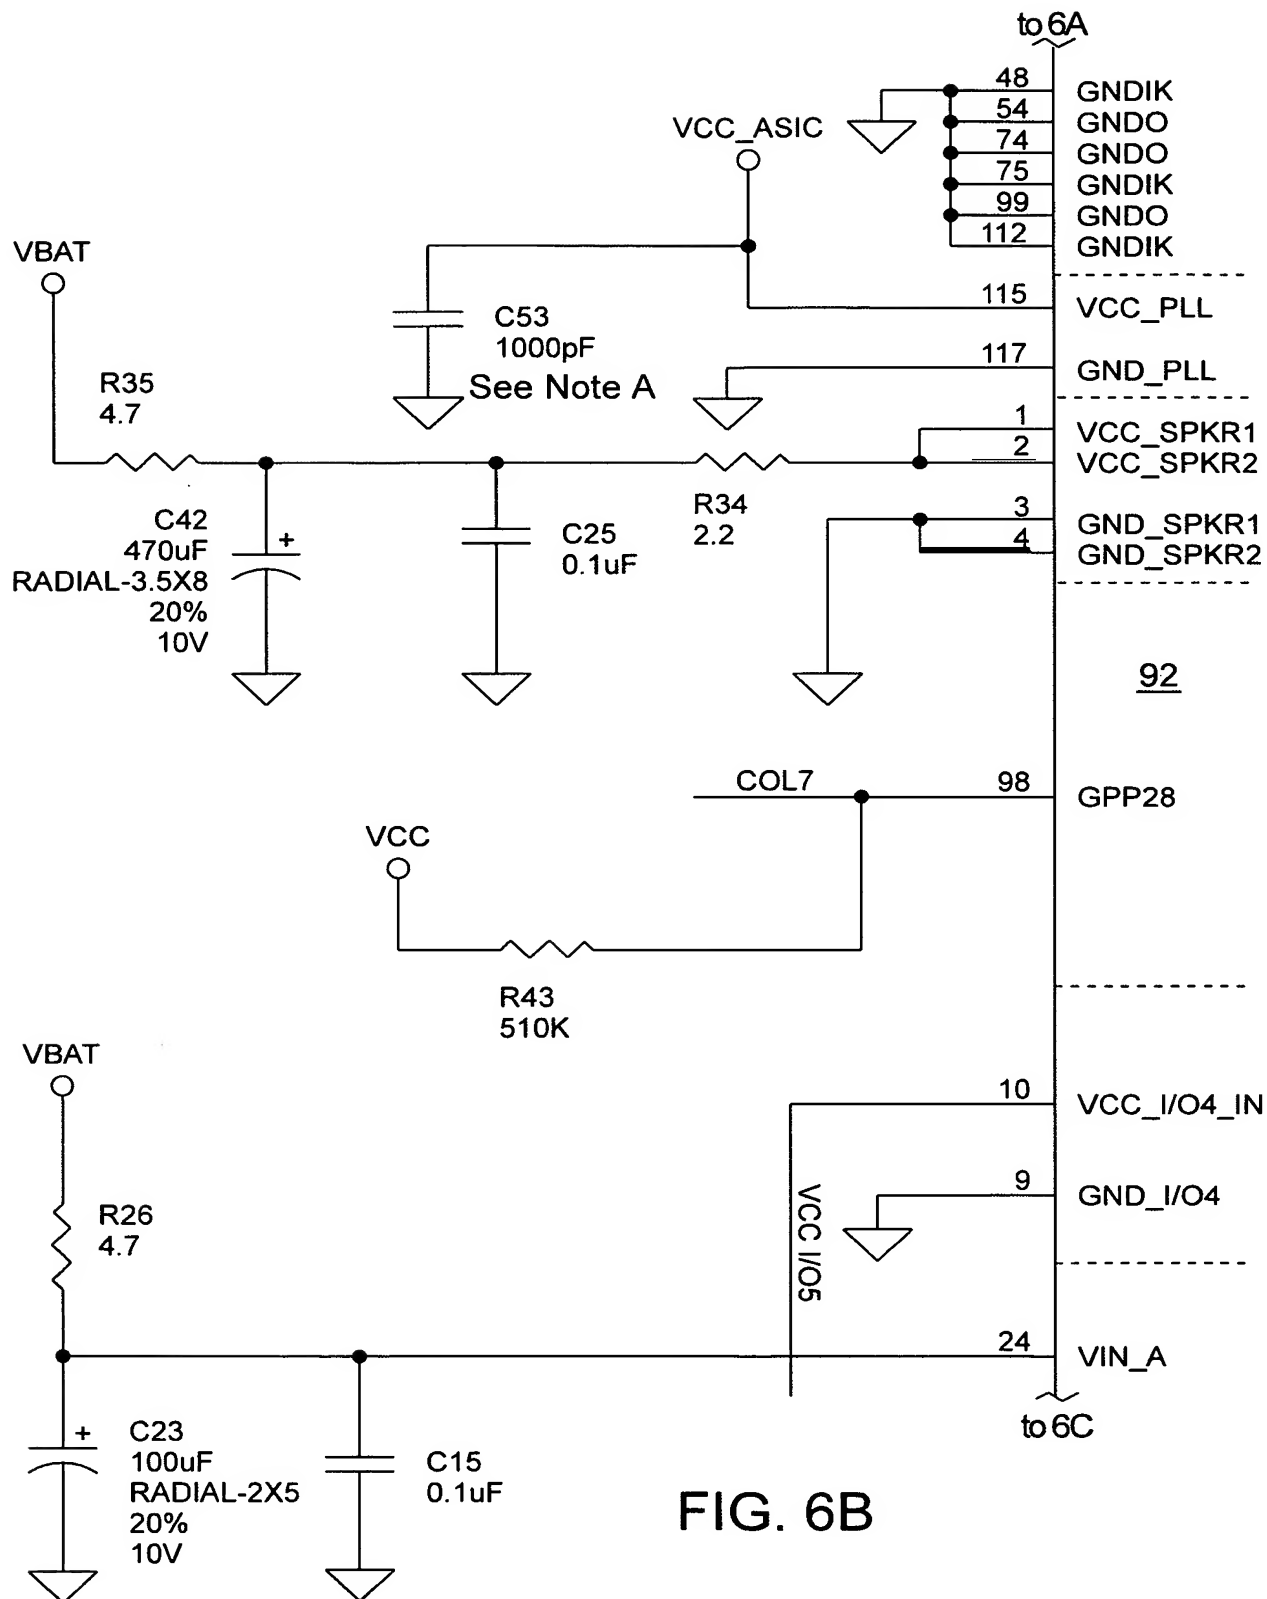 to 6A
48 GNDIK
54 GNDO
74 GNDO
75 GNDIK
99 GNDO
112 GNDIK
VCC_ASIC
VBAT
115 VCC_PLL
C53
1000pF
See Note A
117 GND_PLL
R35
4.7
1 VCC_SPKR1
2 VCC_SPKR2
R34
2.2
3 GND_SPKR1
4 GND_SPKR2
C42
470uF
RADIAL-3.5X8
20%
10V
+
C25
0.1uF
92
COL7
98 GPP28
VCC
R43
510K
VBAT
10 VCC_I/O4_IN
9 GND_I/O4
VCC I/O5
R26
4.7
24 VIN_A
to 6C
+
C23
100uF
RADIAL-2X5
20%
10V
C15
0.1uF
FIG. 6B